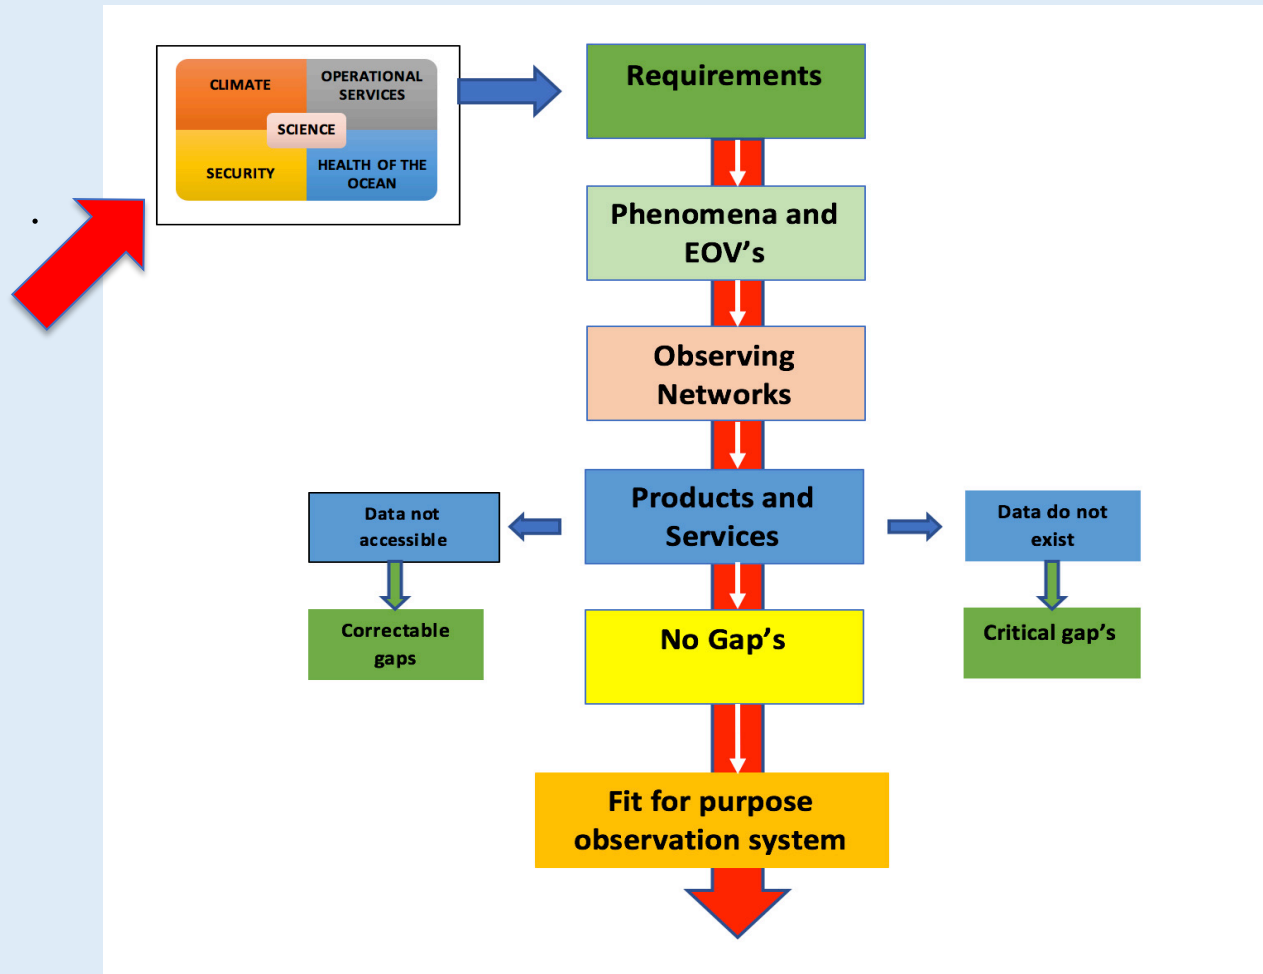 CLIMATE
OPERATIONAL
SERVICES
SCIENCE
SECURITY
HEALTH OF THE
OCEAN
.
Requirements
Phenomena and
EOV’s
Observing
Networks
Products and
Services
Data not
accessible
Data do not
exist
Correctable
gaps
No Gap’s
Critical gap’s
Fit for purpose
observation system